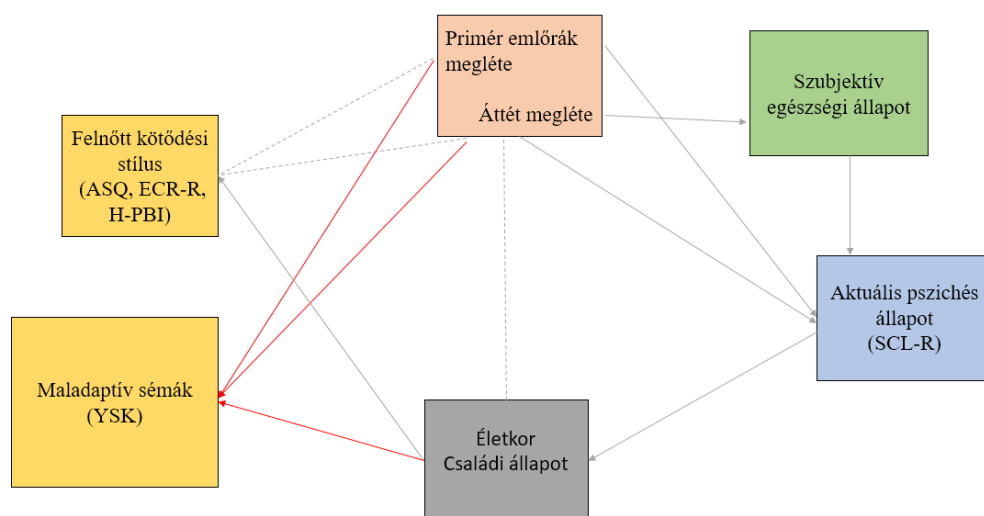 Primér emlőrák
megléte
Áttét megléte
Szubjektív
egészségi állapot
Felnőtt kötődési
stílus
(ASQ, ECR-R,
H-PBI)
Aktuális pszichés
állapot
(SCL-R)
Maladaptív sémák
(YSK)
Életkor
Családi állapot